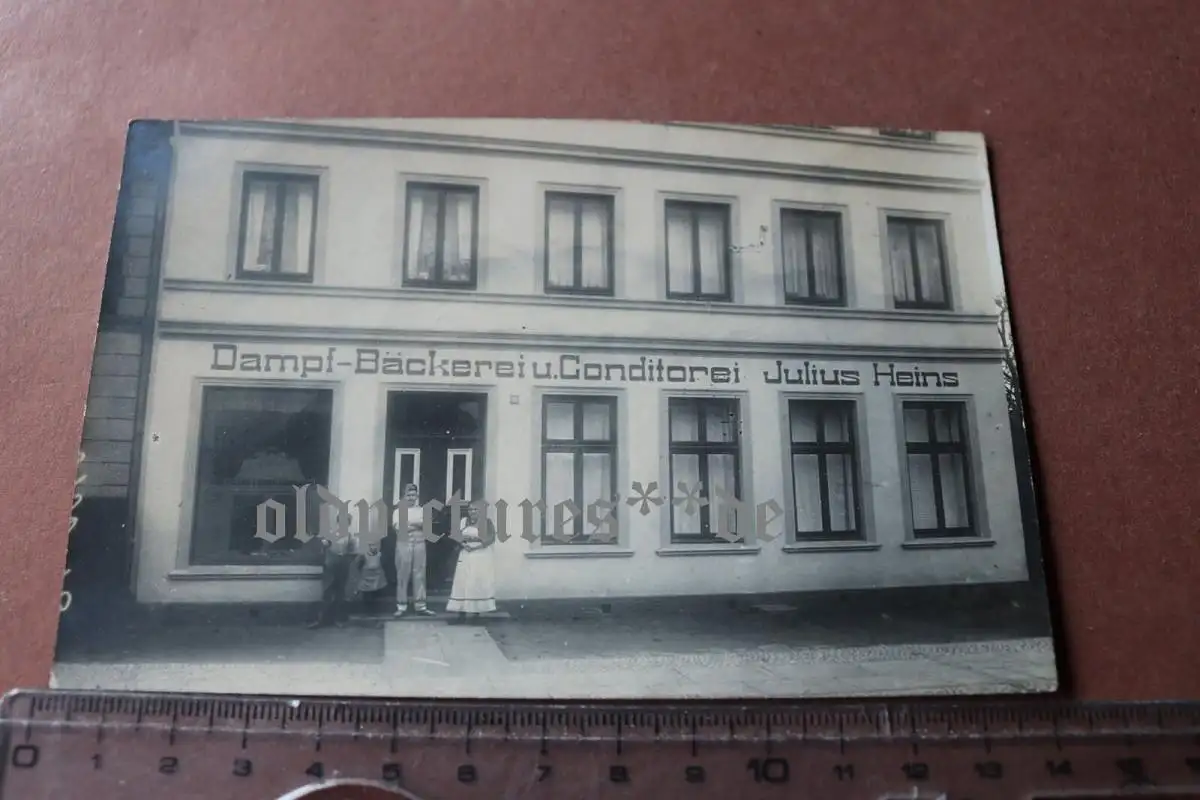 Dampf-Bäckerei u. Conditorei Julius Heins
oldpictures**de
0 1 2 3 4 5 6 7 8 9 10 11 12 13 14 15